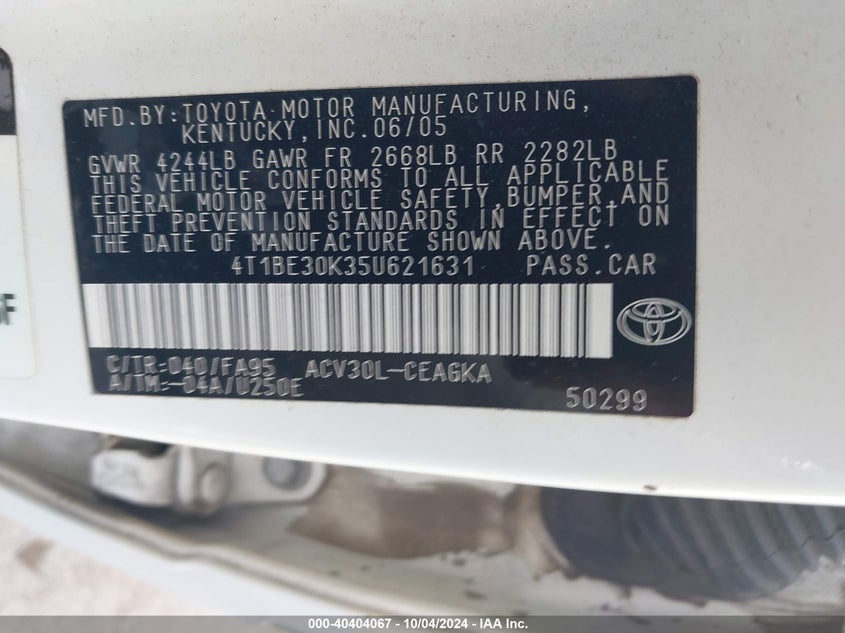 MFD.BY:TOYOTA MOTOR MANUFACTURING,
KENTUCKY,INC.06/05
GVWR 4244LB GAWR FR 2668LB RR 2282LB
THIS VEHICLE CONFORMS TO ALL APPLICABLE
FEDERAL MOTOR VEHICLE SAFETY,BUMPER,AND
THEFT PREVENTION STANDARDS IN EFFECT ON
THE DATE OF MANUFACTURE SHOWN ABOVE.
4T1BE30K35U621631 PASS.CAR
C/TR:040/FA95 ACV30L-CEAGKA
A/TM:-04A/U250E
50299
000-40404067 - 10/04/2024 - IAA Inc.